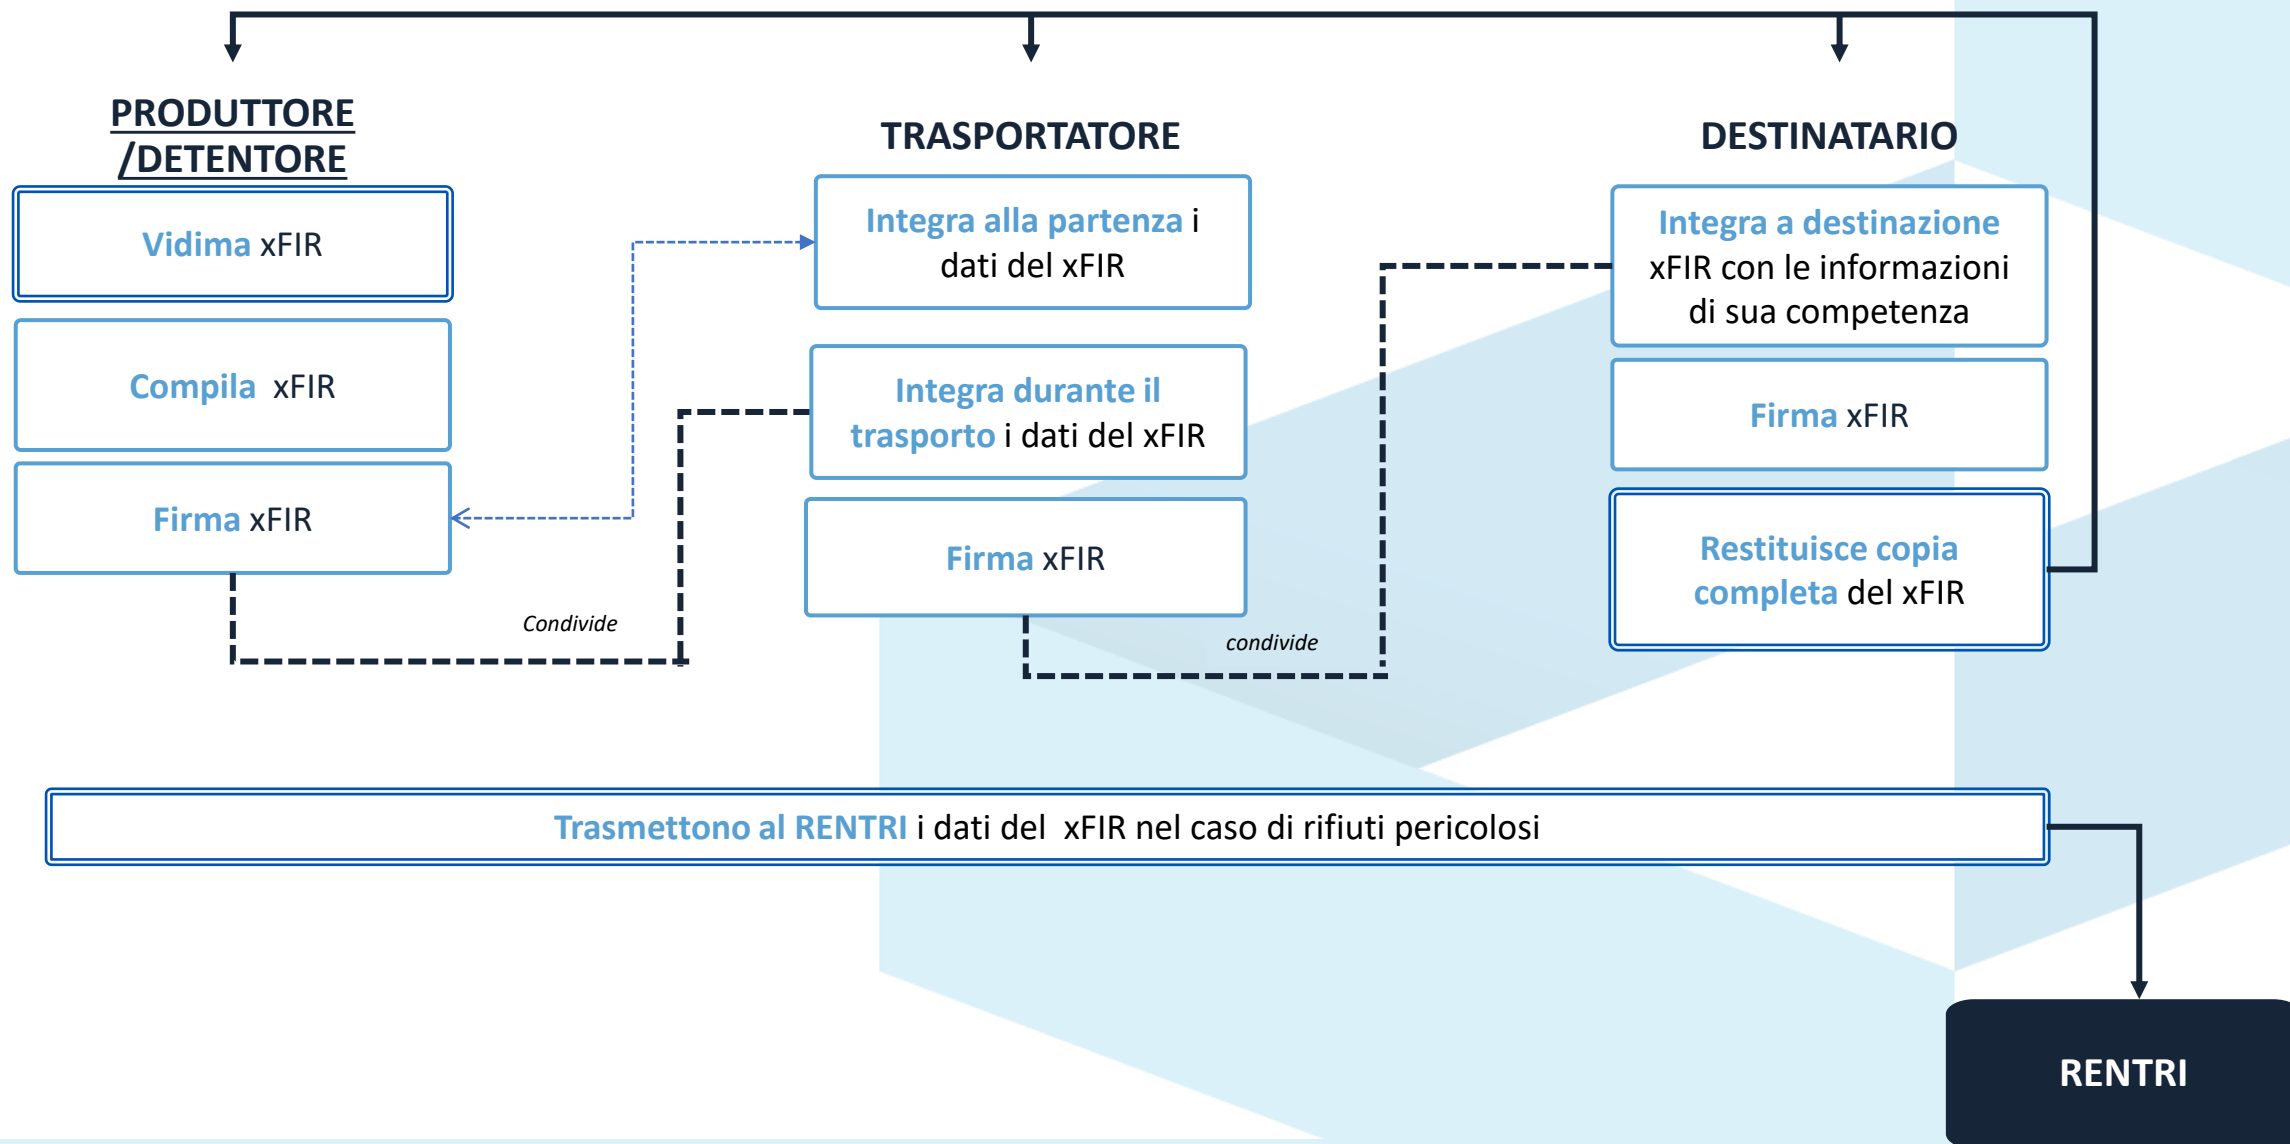 PRODUTTORE
/DETENTORE
Vidima xFIR
Compila xFIR
Firma xFIR
Condivide
TRASPORTATORE
Integra alla partenza i
dati del xFIR
Integra durante il
trasporto i dati del xFIR
Firma xFIR
condivide
DESTINATARIO
Integra a destinazione
xFIR con le informazioni
di sua competenza
Firma xFIR
Restituisce copia
completa del xFIR
Trasmettono al RENTRI i dati del xFIR nel caso di rifiuti pericolosi
RENTRI